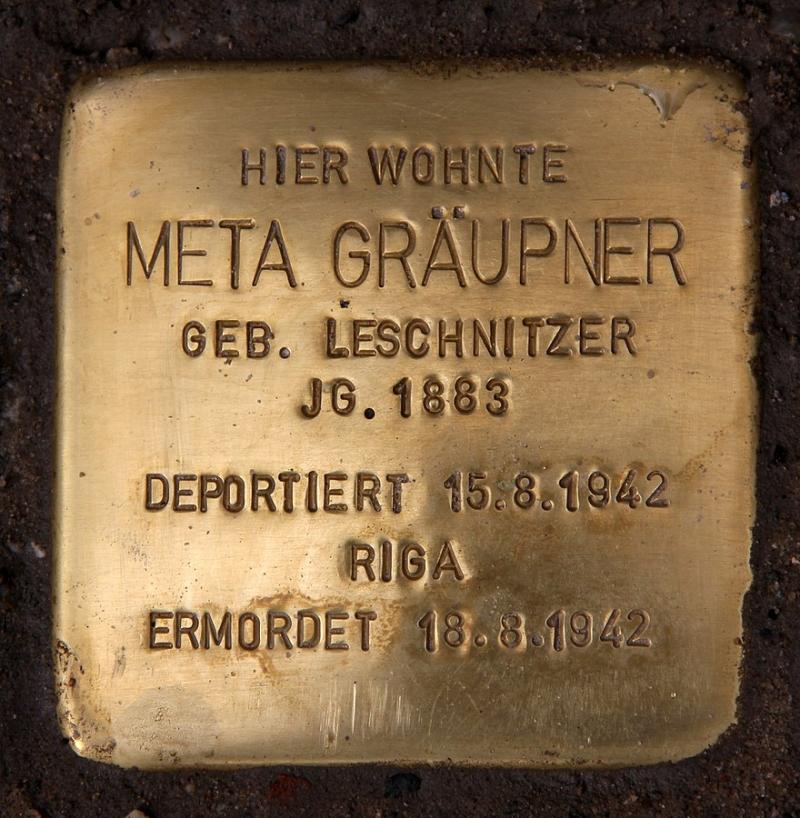 HIER WOHNTE
META GRÄUPNER
GEB. LESCHNITZER
JG. 1883
DEPORTIERT 15.8.1942
RIGA
ERMORDET 18.8.1942